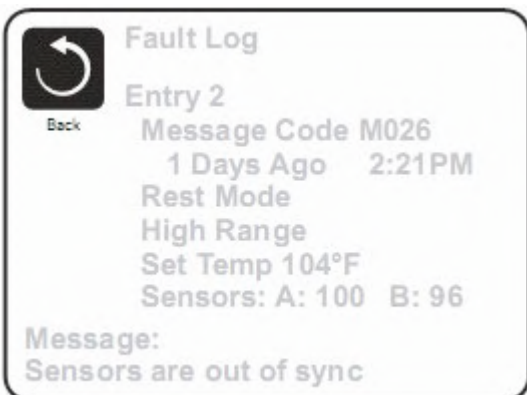 Fault Log
Back
Entry 2
Message Code M026
1 Days Ago 2:21PM
Rest Mode
High Range
Set Temp 104°F
Sensors: A: 100 B: 96
Message:
Sensors are out of sync